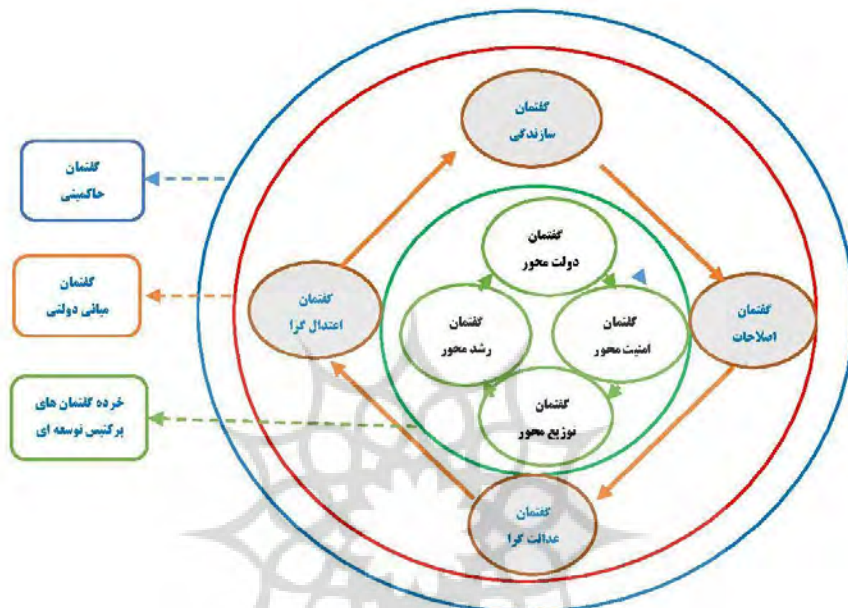 گفتمان
سازندگی
گفتمان
حاکمیتی
گفتمان
دولت محور
گفتمان
میانی دولتی
گفتمان
اعتدال گرا
گفتمان
رشد محور
گفتمان
امنیت محور
گفتمان
اصلاحات
خرده گفتمان های
پرکتیس توسعه ای
گفتمان
توزیع محور
گفتمان
عدالت گرا